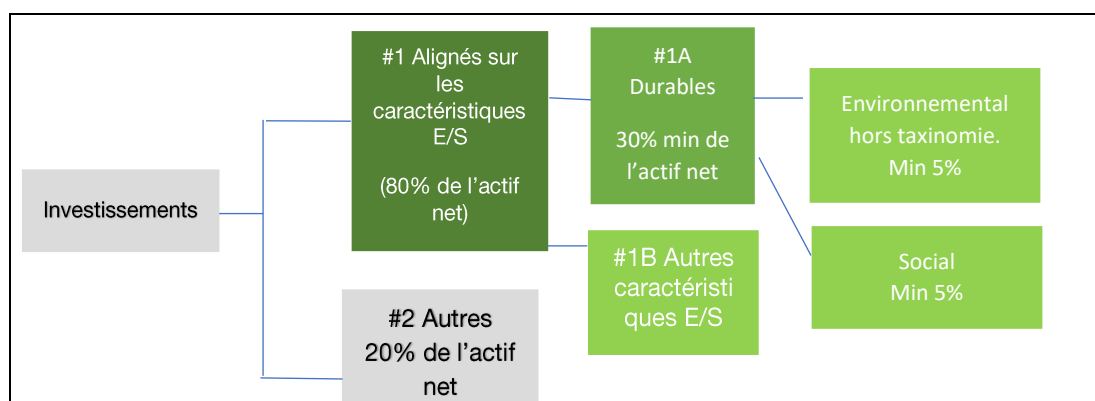 Investissements
#1 Alignés sur
les
caractéristiques
E/S
(80% de l’actif
net)
#2 Autres
20% de l’actif
net
#1A
Durables
30% min de
l’actif net
#1B Autres
caractéristi
ques E/S
Environnemental
hors taxinomie.
Min 5%
Social
Min 5%